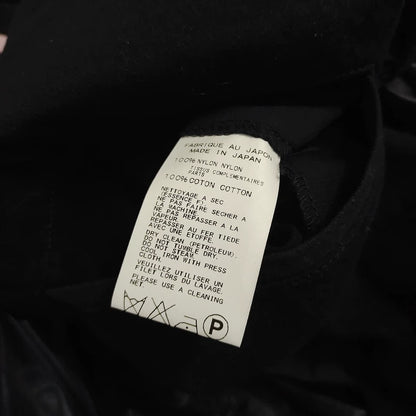 FABRIQUE AU JAPON
MADE IN JAPAN
100% NYLON NYLON
TISSUS COMPLEMENTAIRES
PARTS
100% COTON COTTON
NETTOYAGE A SEC
(ESSENCE F)
NE PAS FAIRE SECHER A
LA MACHINE
NE PAS REPASSER A LA
VAPEUR
REPASSER AU FER TIEDE
AVEC UNE ETOFFE.
DRY CLEAN (PETROLEUM)
DO NOT TUMBLE DRY.
DO NOT STEAM.
COOL IRON WITH PRESS
CLOTH.
VEUILLEZ UTILISER UN
FILET LORS DU LAVAGE.
PLEASE USE A CLEANING
NET.
P